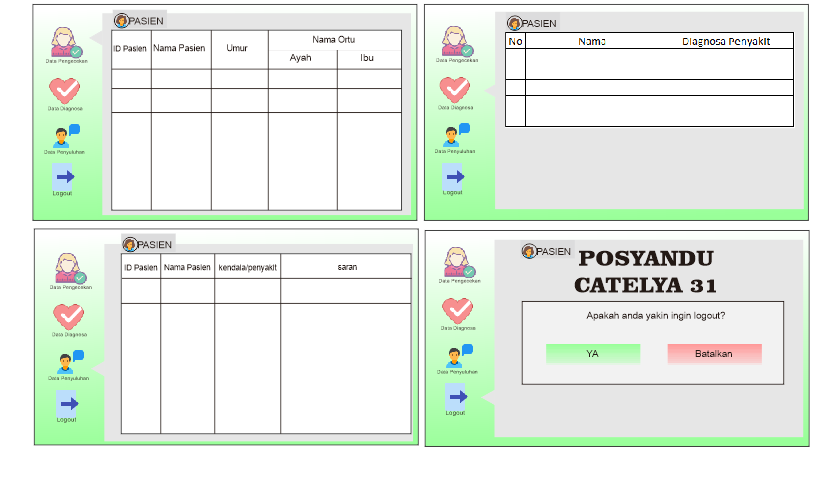 PASIEN
ID Pasien Nama Pasien Umur Nama Ortu
Ayah Ibu
Data Pengecekan
Data Diagnosa
Data Penyuluhan
Logout
PASIEN
No Nama Diagnosa Penyakit
Data Pengecekan
Data Diagnosa
Data Penyuluhan
Logout
PASIEN
ID Pasien Nama Pasien kendala/penyakit saran
Data Pengecekan
Data Diagnosa
Data Penyuluhan
Logout
PASIEN
POSYANDU
CATELYA 31
Apakah anda yakin ingin logout?
YA Batalkan
Data Pengecekan
Data Diagnosa
Data Penyuluhan
Logout